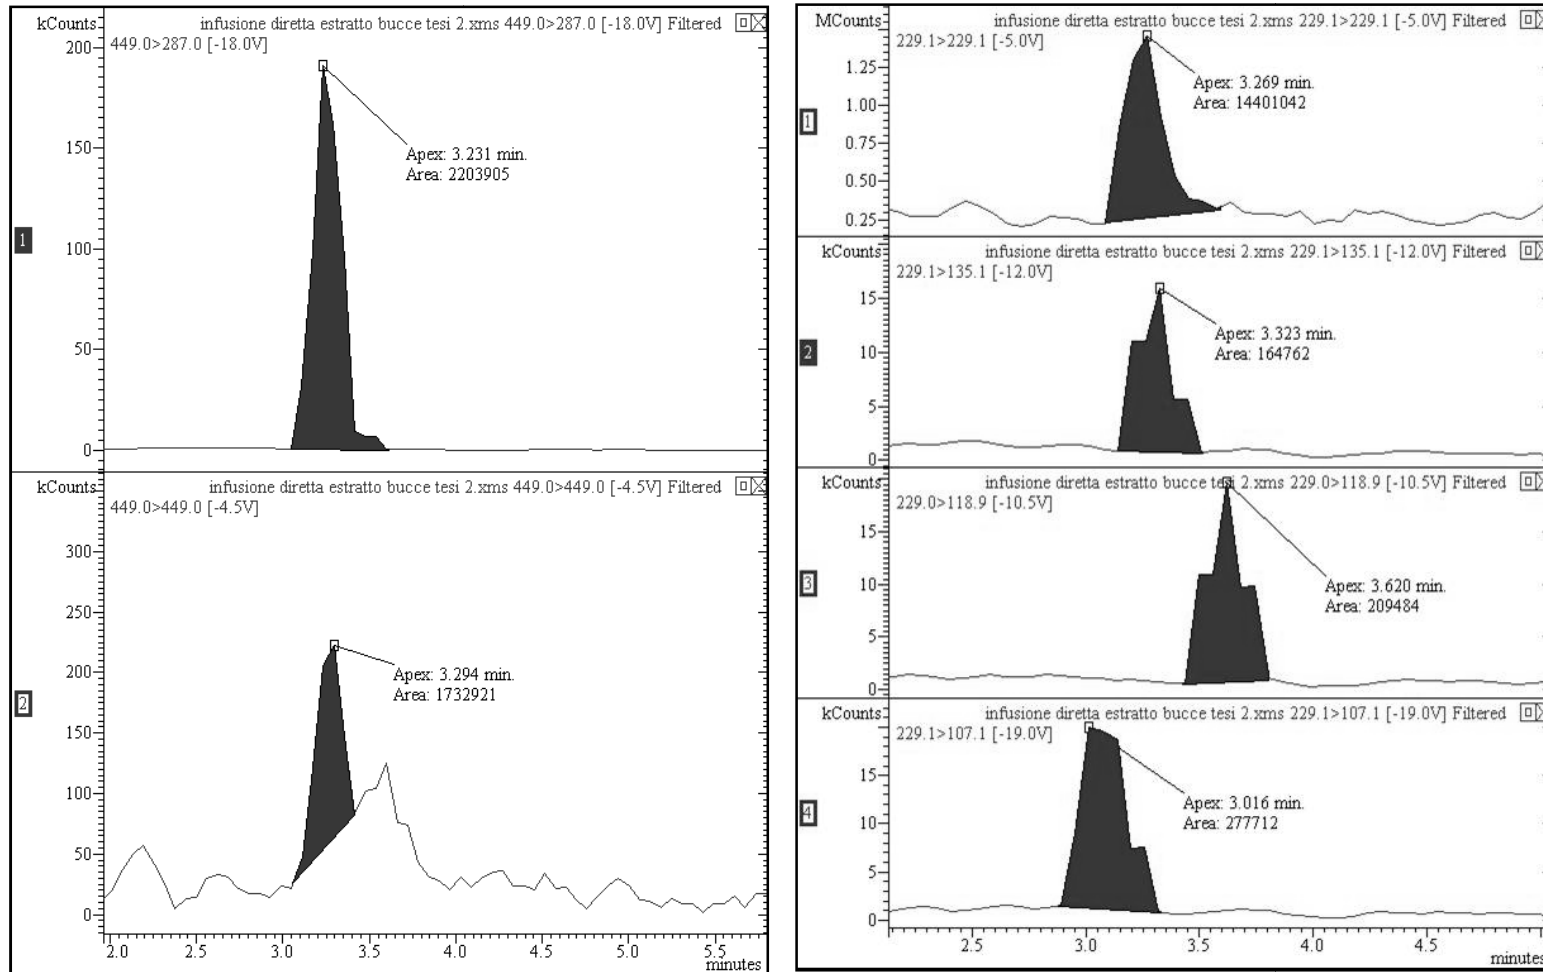 kCounts infusione diretta estratto bucce tesi 2.xms 449.0>287.0 [-18.0V] Filtered
449.0>287.0 [-18.0V]
200
Apex: 3.231 min.
Area: 2203905
150
1
100
50
0
kCounts infusione diretta estratto bucce tesi 2.xms 449.0>449.0 [-4.5V] Filtered
449.0>449.0 [-4.5V]
300
250
200
Apex: 3.294 min.
Area: 1732921
2
150
100
50
0
2.0 2.5 3.0 3.5 4.0 4.5 5.0 5.5
minutes
MCounts infusione diretta estratto bucce tesi 2.xms 229.1>229.1 [-5.0V] Filtered
229.1>229.1 [-5.0V]
1.25
Apex: 3.269 min.
Area: 14401042
1.00
1
0.75
0.50
0.25
kCounts infusione diretta estratto bucce tesi 2.xms 229.1>135.1 [-12.0V] Filtered
229.1>135.1 [-12.0V]
15
Apex: 3.323 min.
Area: 164762
2
10
5
0
kCounts infusione diretta estratto bucce tesi 2.xms 229.0>118.9 [-10.5V] Filtered
229.0>118.9 [-10.5V]
15
3
10
Apex: 3.620 min.
Area: 209484
5
0
kCounts infusione diretta estratto bucce tesi 2.xms 229.1>107.1 [-19.0V] Filtered
229.1>107.1 [-19.0V]
15
Apex: 3.016 min.
Area: 277712
4
10
5
0
2.5 3.0 3.5 4.0 4.5 5.0
minutes